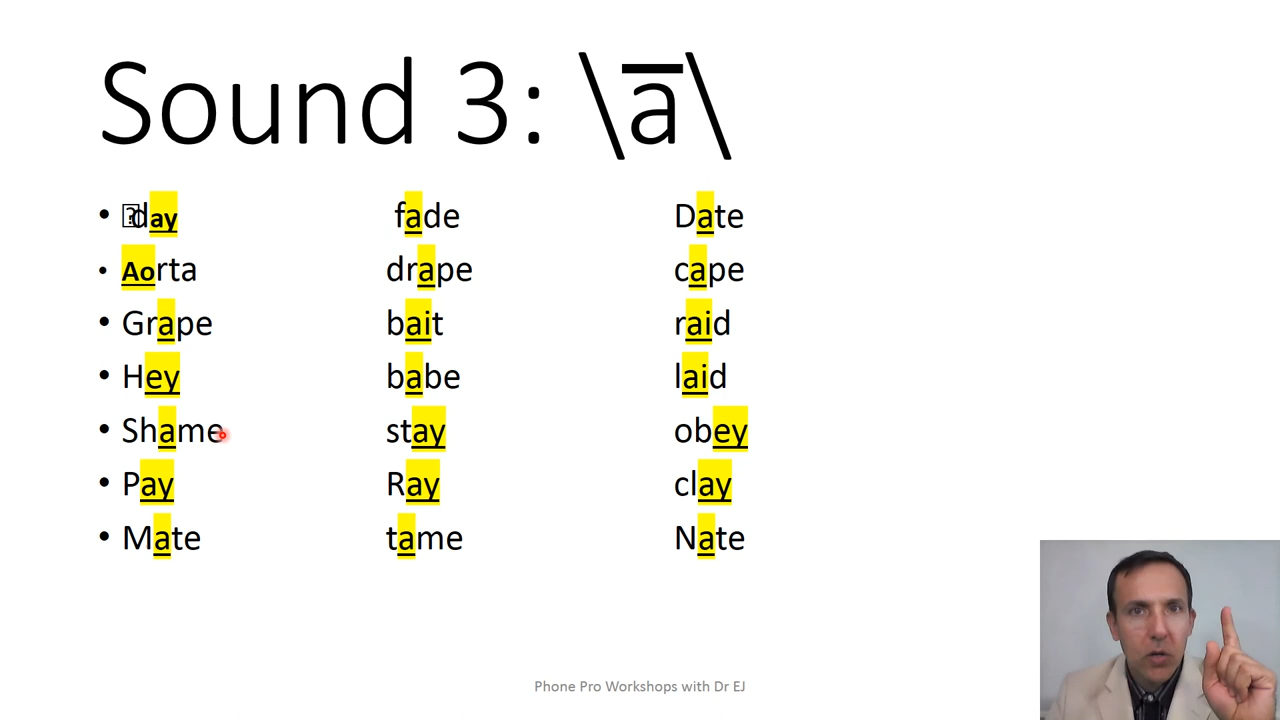 Sound 3: \ā\
• day fade Date
• Aorta drape cape
• Grape bait raid
• Hey babe laid
• Shame stay obey
• Pay Ray clay
• Mate tame Nate
Phone Pro Workshops with Dr EJ